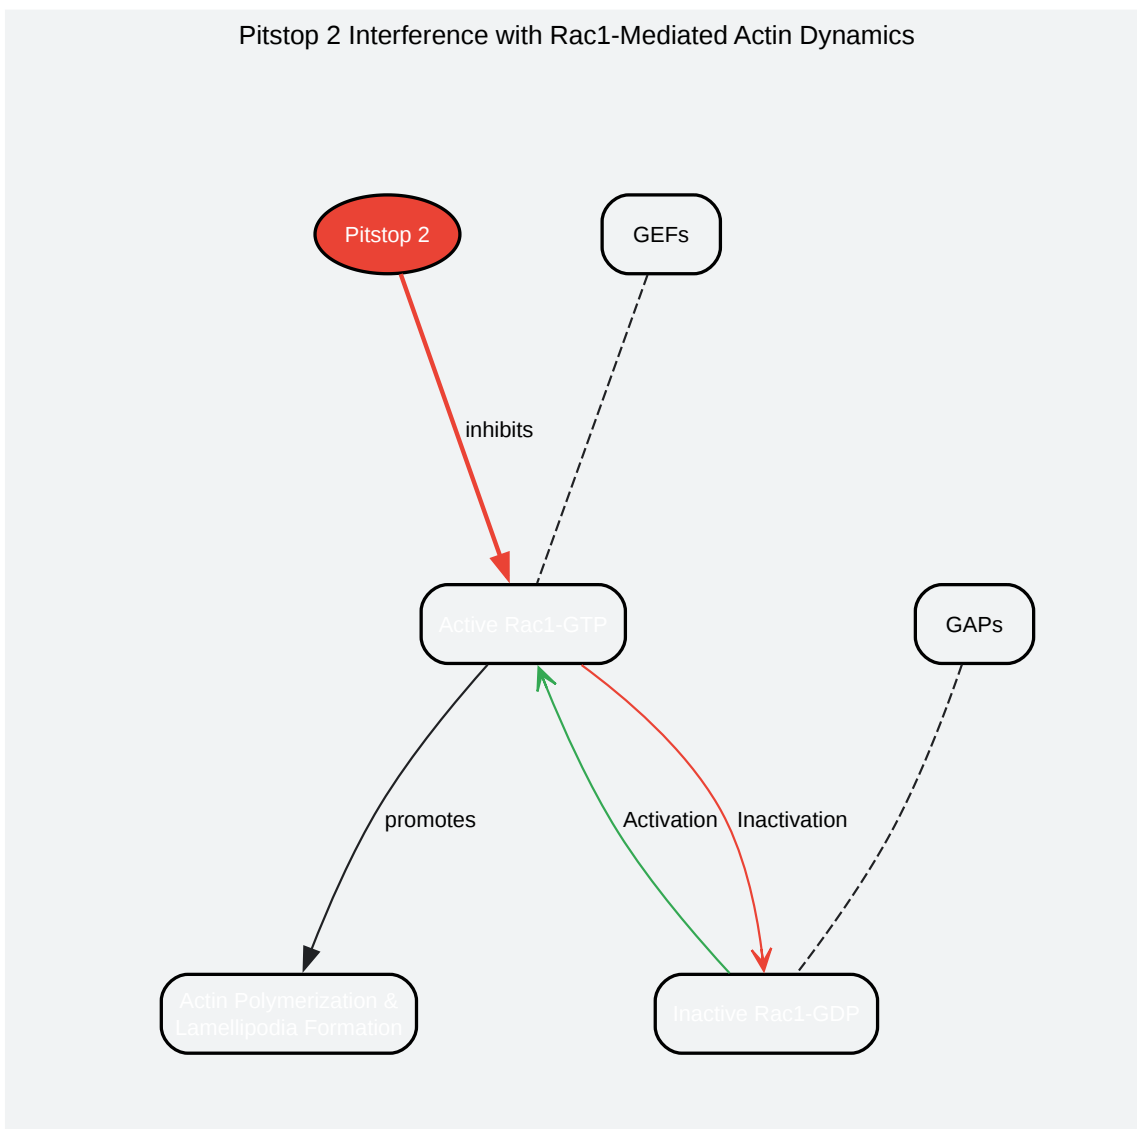 Pitstop 2 Interference with Rac1-Mediated Actin Dynamics
Pitstop 2
GEFs
inhibits
Active Rac1-GTP
GAPs
promotes
Activation
Inactivation
Actin Polymerization &
Lamellipodia Formation
Inactive Rac1-GDP